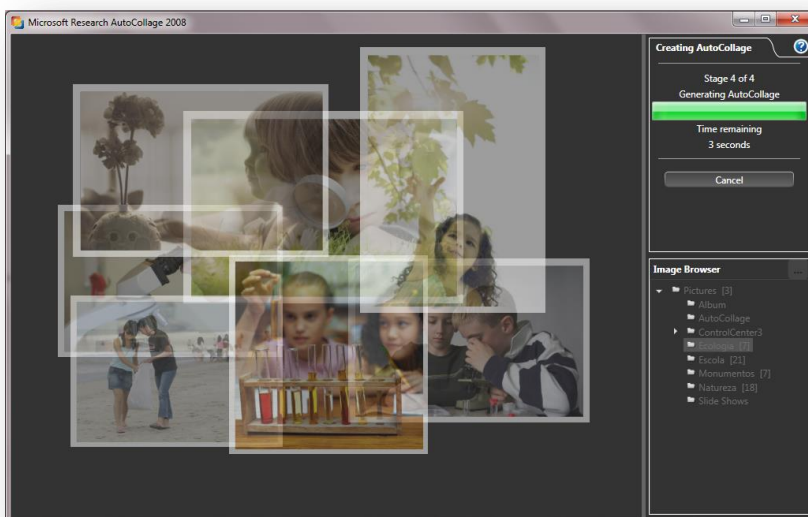 Microsoft Research AutoCollage 2008
Creating AutoCollage
?
Stage 4 of 4
Generating AutoCollage
Time remaining
3 seconds
Cancel
Image Browser
...
Pictures [3]
Album
AutoCollage
ControlCenter3
Ecologia [7]
Escola [21]
Monumentos [7]
Natureza [18]
Slide Shows